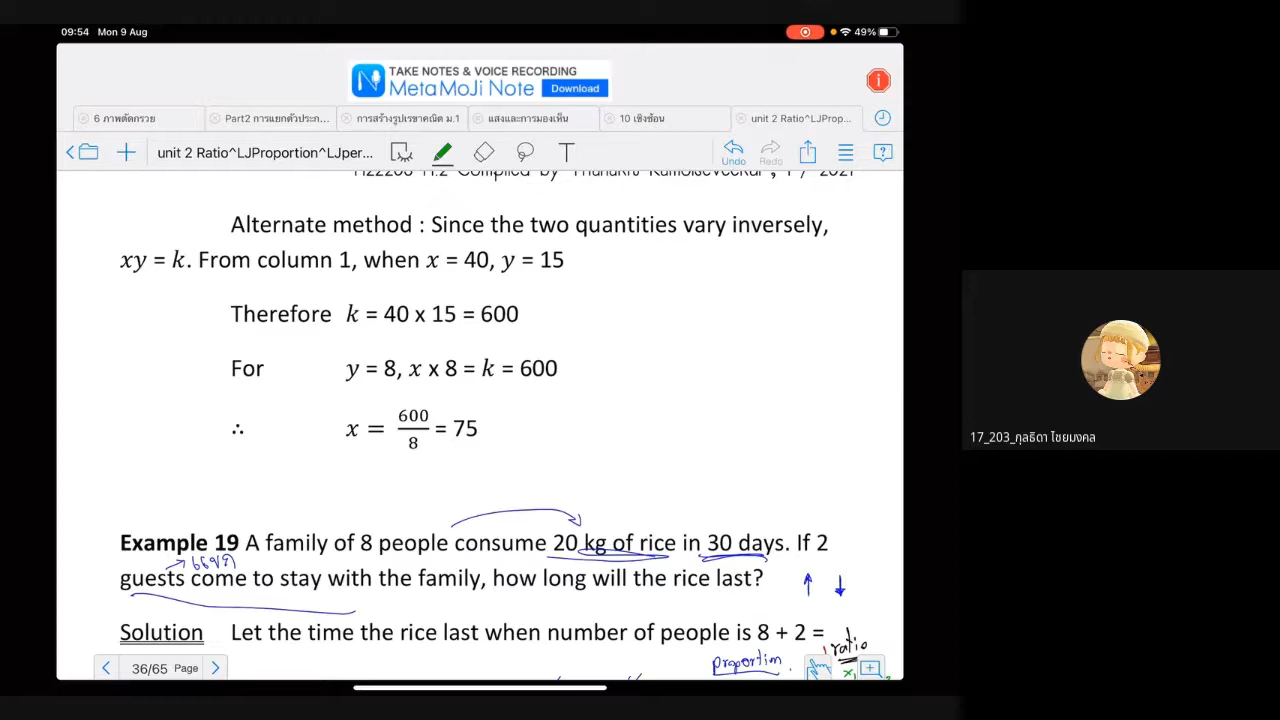 09:54 Mon 9 Aug
49%
TAKE NOTES & VOICE RECORDING
MetaMoJi Note
Download
6 ภาพตัดกรวย
Part2 การแยกตัวประก...
การสร้างรูปเรขาคณิต ม.1
แสงและการมองเห็น
10 เชิงซ้อน
unit 2 Ratio^LJProp...
unit 2 Ratio^LJProportion^LJper...
T
Undo
Redo
Alternate method : Since the two quantities vary inversely,
xy = k. From column 1, when x = 40, y = 15
Therefore k = 40 x 15 = 600
For y = 8, x x 8 = k = 600
∴ x = 600/8 = 75
Example 19 A family of 8 people consume 20 kg of rice in 30 days. If 2
guests come to stay with the family, how long will the rice last?
Solution Let the time the rice last when number of people is 8 + 2 =
ratio
proportion
36/65 Page
17_203_กุลธิดา ไชยมงคล